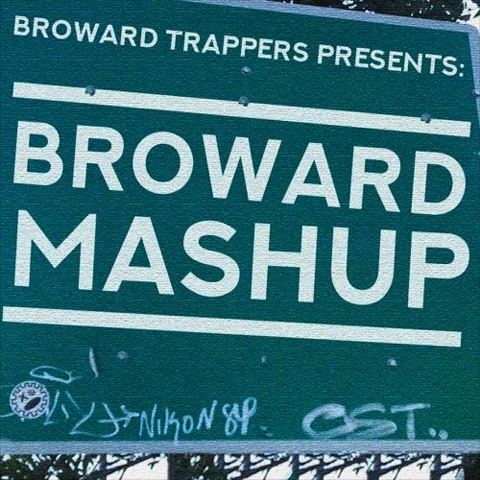 BROWARD TRAPPERS PRESENTS:
BROWARD
MASHUP
NIKON
CST..